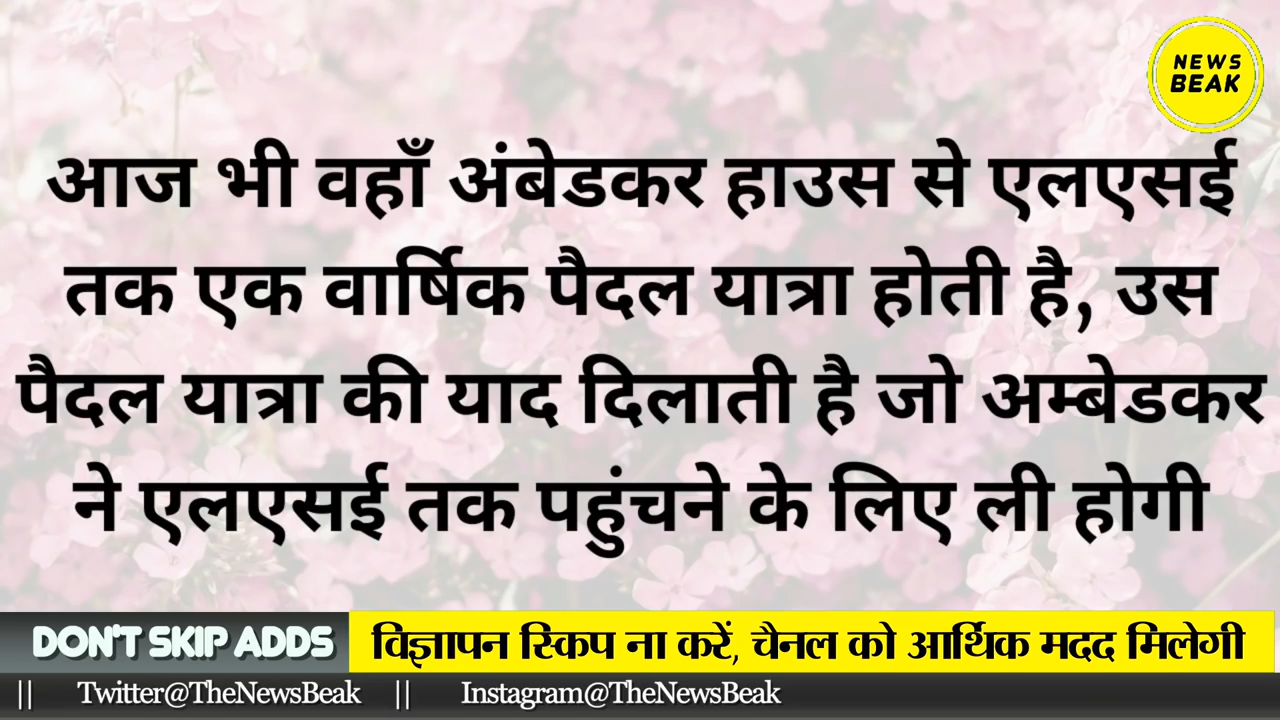 NEWS
BEAK
आज भी वहाँ अंबेडकर हाउस से एलएसई
तक एक वार्षिक पैदल यात्रा होती है, उस
पैदल यात्रा की याद दिलाती है जो अम्बेडकर
ने एलएसई तक पहुंचने के लिए ली होगी
DON'T SKIP ADDS विज्ञापन स्किप ना करें, चैनल को आर्थिक मदद मिलेगी
|| Twitter@TheNewsBeak || Instagram@TheNewsBeak